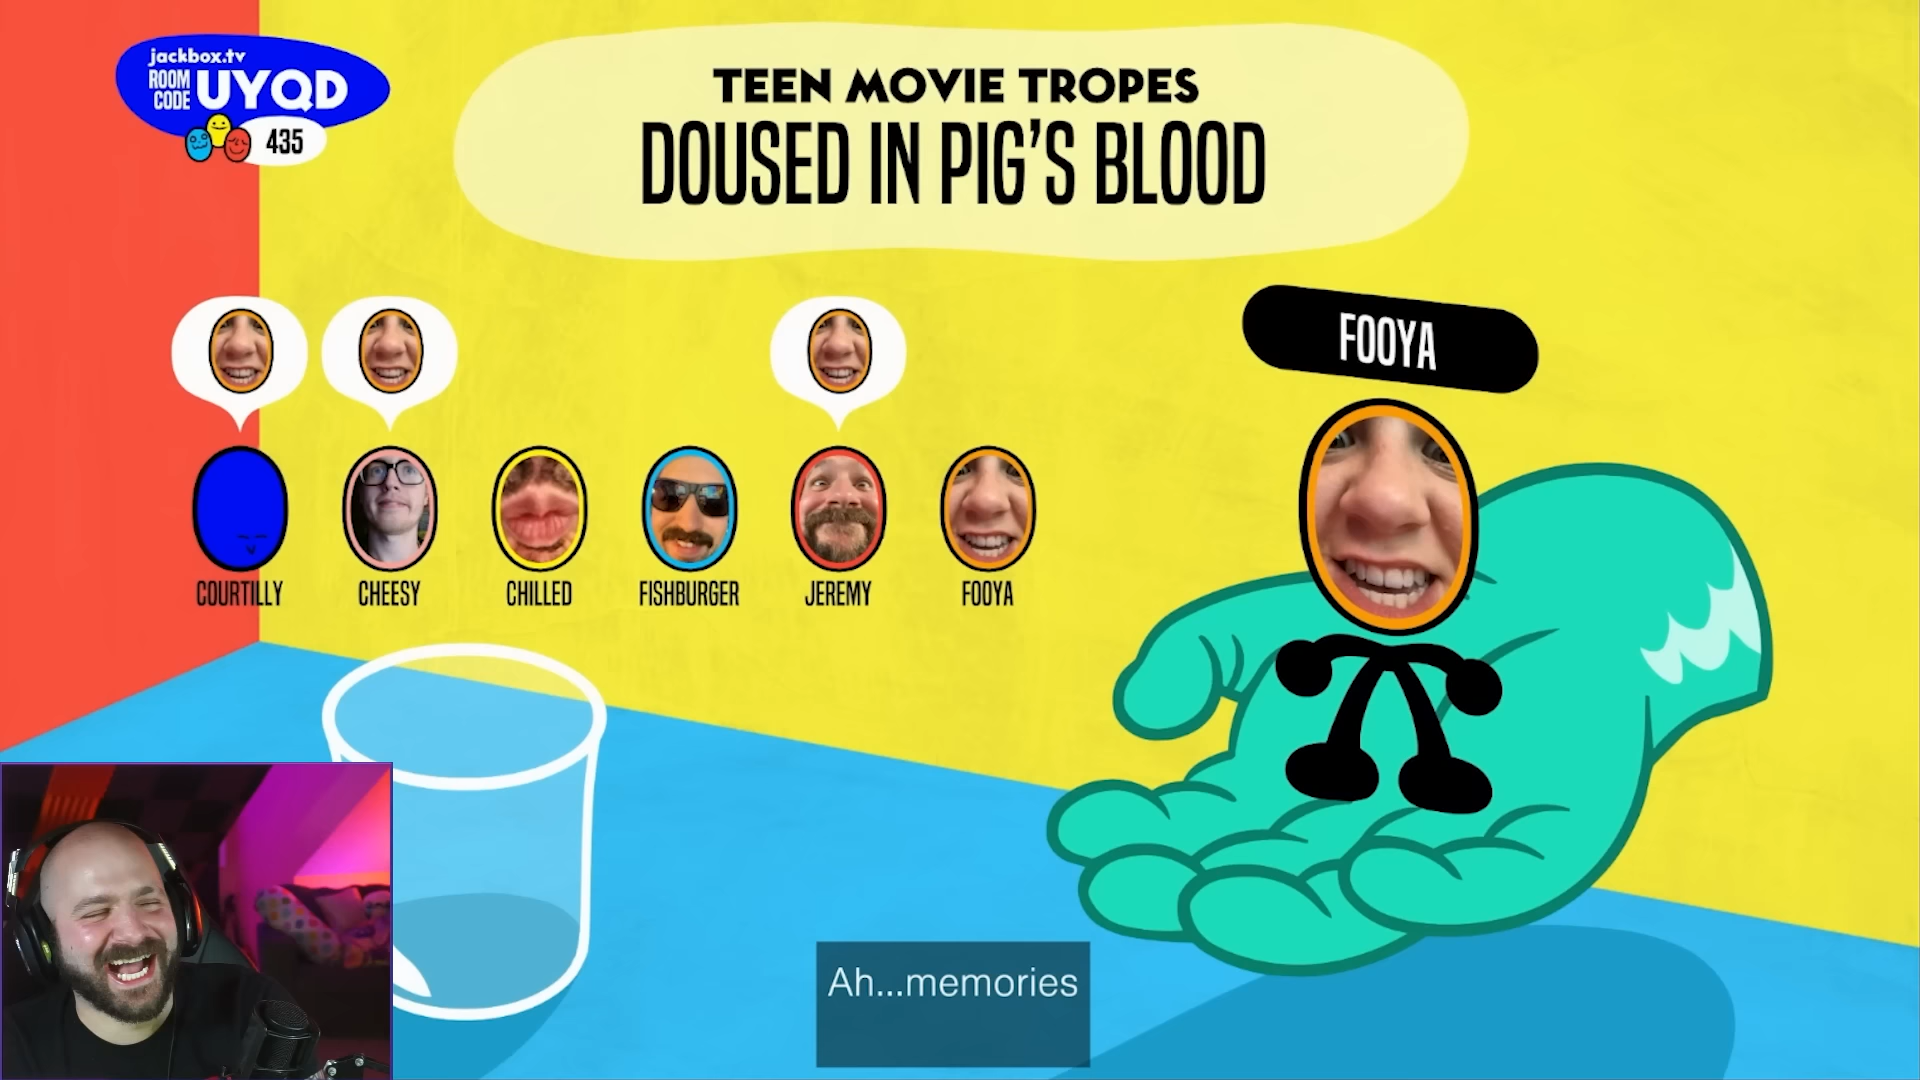 jackbox.tv
ROOM
CODE
UYQD
435
TEEN MOVIE TROPES
DOUSED IN PIG'S BLOOD
FOOYA
COURTILLY
CHEESY
CHILLED
FISHBURGER
JEREMY
FOOYA
Ah...memories